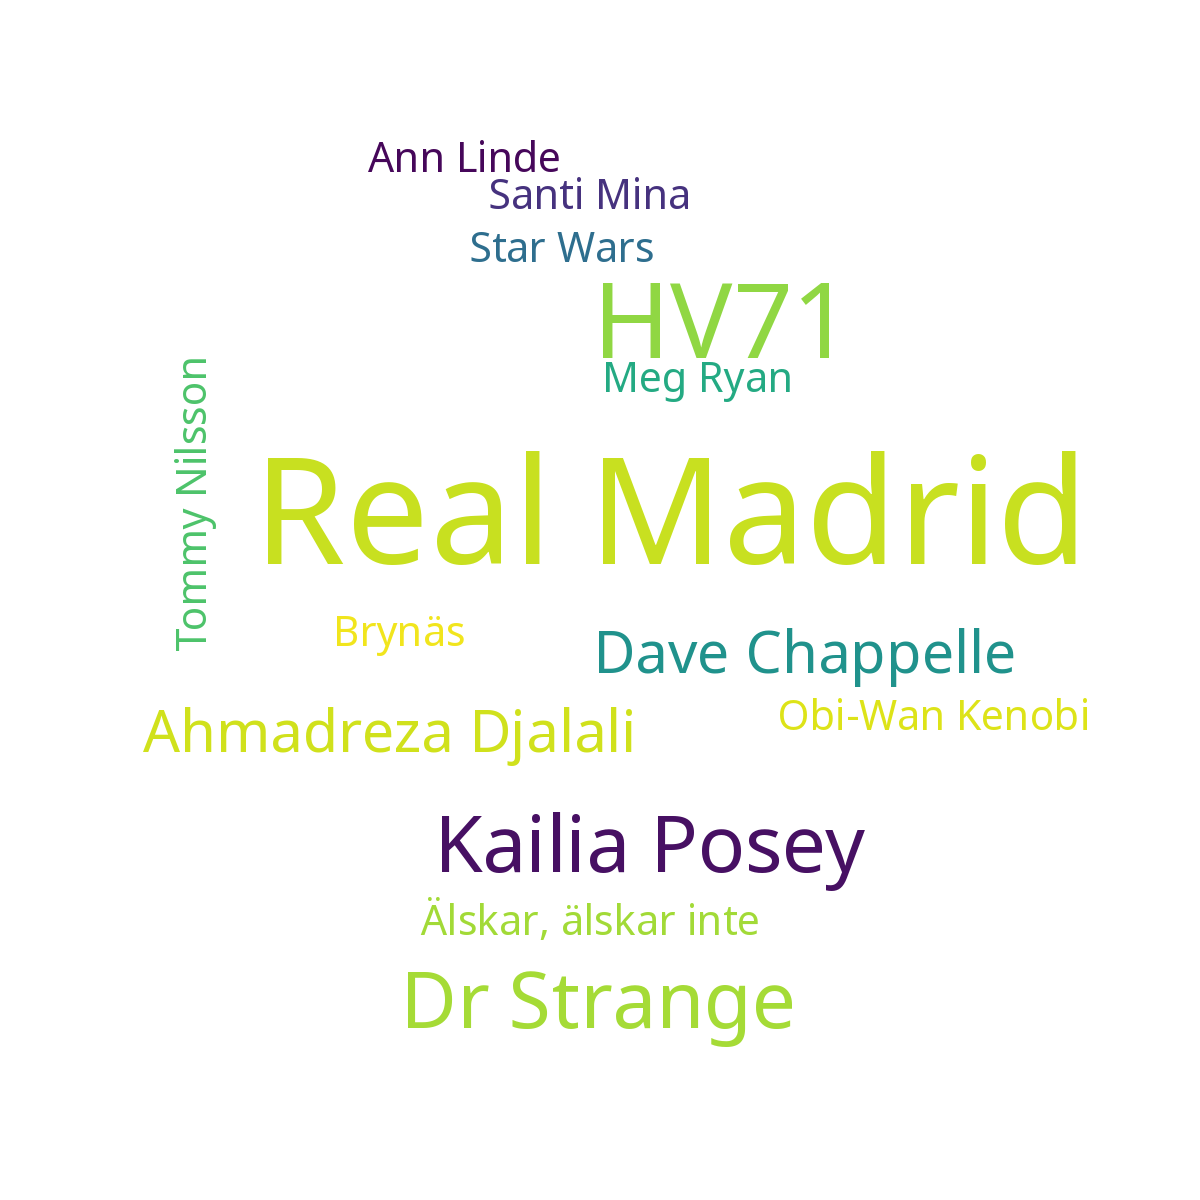 Ann Linde
Santi Mina
Star Wars
HV71
Meg Ryan
Tommy Nilsson
Real Madrid
Brynäs
Dave Chappelle
Ahmadreza Djalali
Obi-Wan Kenobi
Kailia Posey
Älskar, älskar inte
Dr Strange